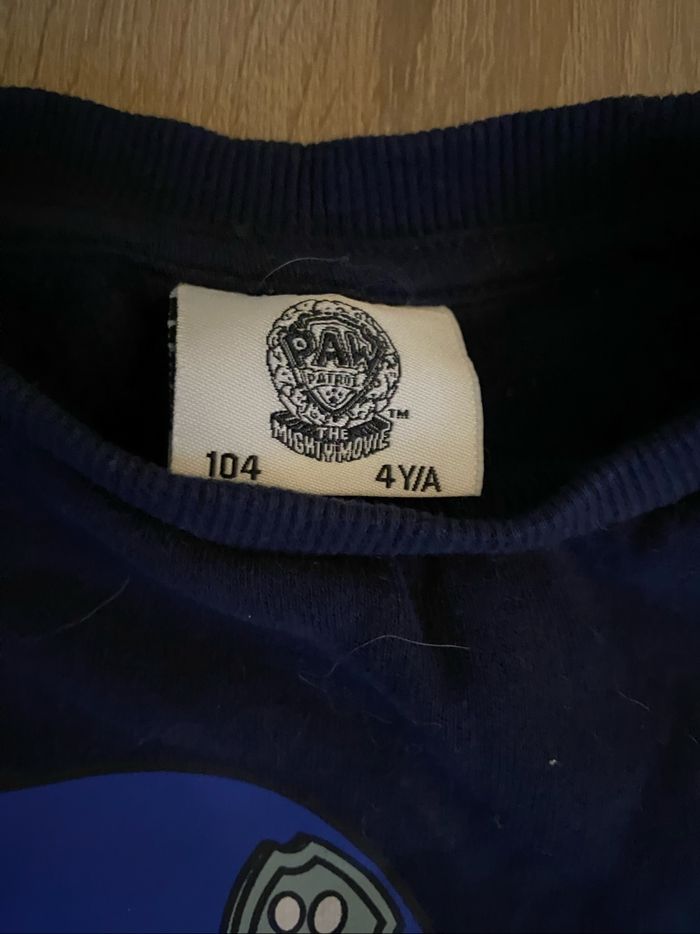 PAW
PATROL
TM
THE
MIGHTY MOVIE
104 4Y/A